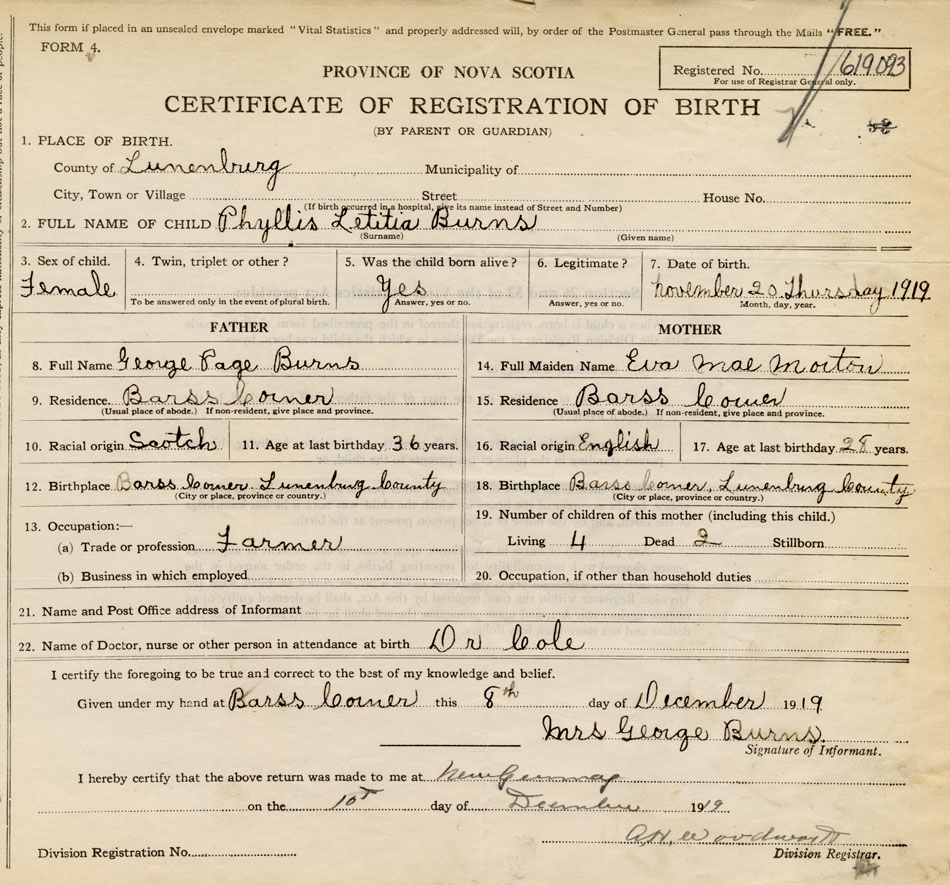 This form if placed in an unsealed envelope marked "Vital Statistics" and properly addressed will, by order of the Postmaster General pass through the Mails "FREE."
FORM 4.
PROVINCE OF NOVA SCOTIA
Registered No. 619093
For use of Registrar General only.
CERTIFICATE OF REGISTRATION OF BIRTH
(BY PARENT OR GUARDIAN)
1. PLACE OF BIRTH.
County of Lunenburg Municipality of
City, Town or Village Street House No.
(If birth occurred in a hospital, give its name instead of Street and Number)
2. FULL NAME OF CHILD Phyllis Letitia Burns
(Surname) (Given name)
3. Sex of child. 4. Twin, triplet or other? 5. Was the child born alive? 6. Legitimate? 7. Date of birth.
Female Yes November 20 Thursday 1919
To be answered only in the event of plural birth. Answer, yes or no. Answer, yes or no. Month, day, year.
FATHER MOTHER
8. Full Name George Page Burns 14. Full Maiden Name Eva Mae Morton
9. Residence. Barss Corner 15. Residence Barss Corner
(Usual place of abode.) If non-resident, give place and province. (Usual place of abode.) If non-resident, give place and province.
10. Racial origin Scotch 11. Age at last birthday 36 years. 16. Racial origin English 17. Age at last birthday 28 years.
12. Birthplace Barss Corner Lunenburg County 18. Birthplace Barss Corner, Lunenburg County
(City or place, province or country.) (City or place, province or country.)
13. Occupation:— 19. Number of children of this mother (including this child.)
(a) Trade or profession Farmer Living 4 Dead 2 Stillborn
(b) Business in which employed 20. Occupation, if other than household duties
21. Name and Post Office address of Informant
22. Name of Doctor, nurse or other person in attendance at birth Dr Cole
I certify the foregoing to be true and correct to the best of my knowledge and belief.
Given under my hand at Barss Corner this 8th day of December 1919
Mrs George Burns
Signature of Informant.
I hereby certify that the above return was made to me at New Germany
on the 10th day of December 1919
A.H. Woodworth
Division Registration No. Division Registrar.